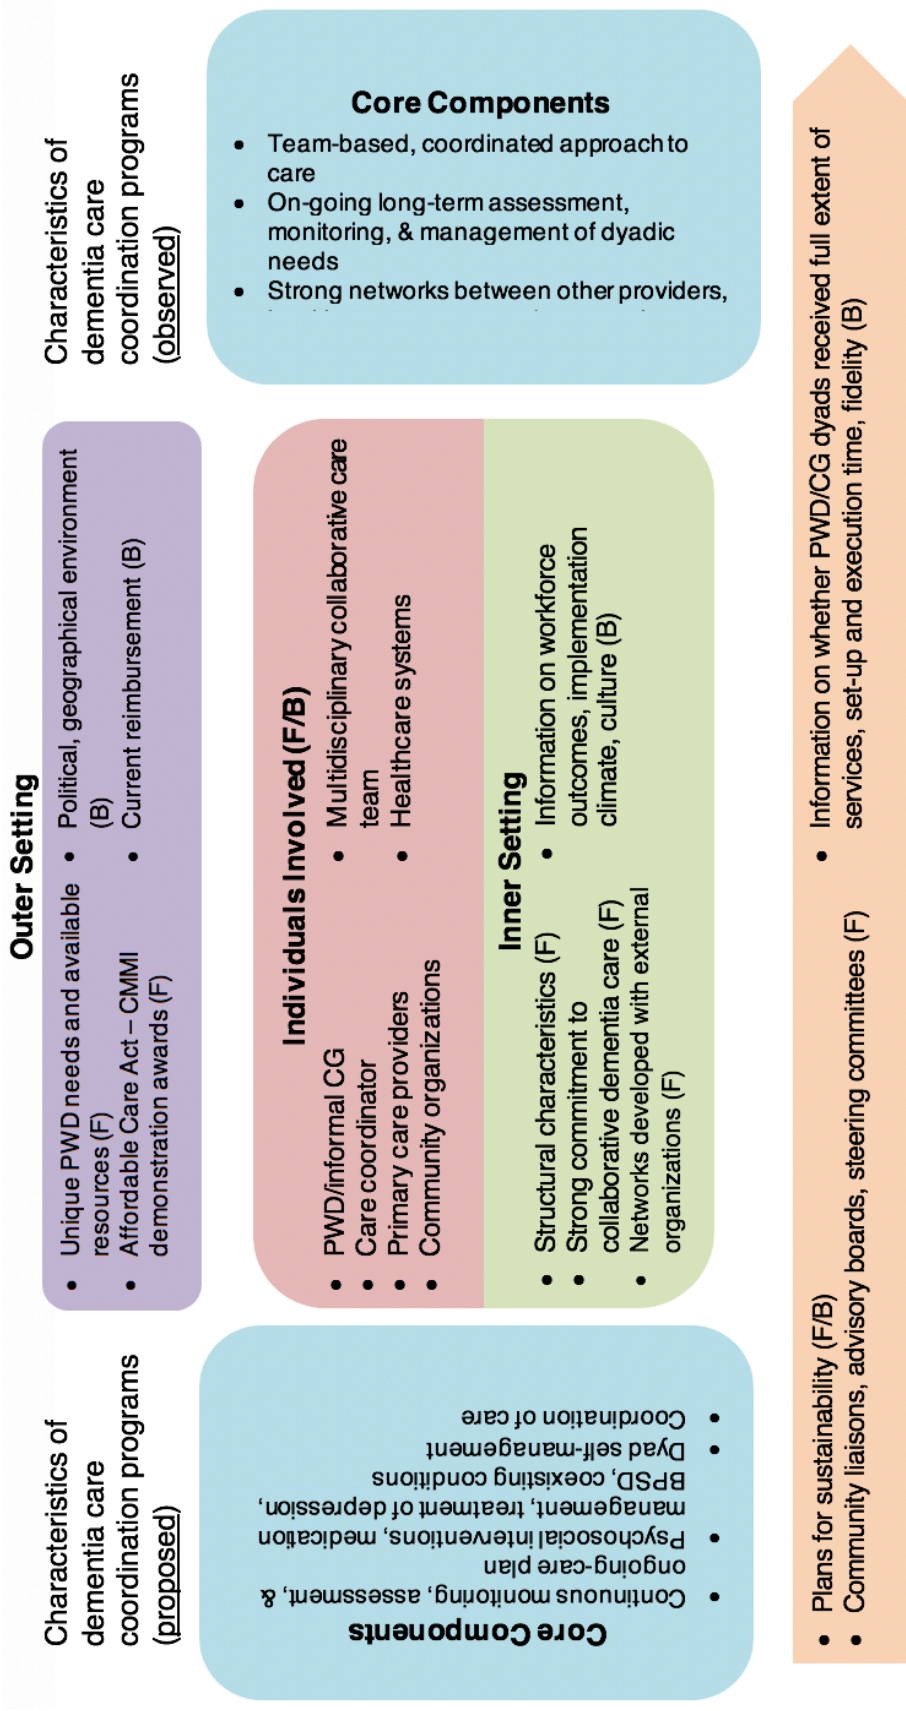 Characteristics of
dementia care
coordination programs
(proposed)
Core Components
• Continuous monitoring, assessment, &
ongoing-care plan
• Psychosocial interventions, medication
management, treatment of depression,
BPSD, coexisting conditions
• Dyad self-management
• Coordination of care
Outer Setting
• Unique PWD needs and available
resources (F)
• Affordable Care Act – CMMI
demonstration awards (F)
• Political, geographical environment
(B)
• Current reimbursement (B)
Individuals Involved (F/B)
• PWD/informal CG
• Care coordinator
• Primary care providers
• Community organizations
• Multidisciplinary collaborative care
team
• Healthcare systems
Inner Setting
• Structural characteristics (F)
• Strong commitment to
collaborative dementia care (F)
• Networks developed with external
organizations (F)
• Information on workforce
outcomes, implementation
climate, culture (B)
Characteristics of
dementia care
coordination programs
(observed)
Core Components
• Team-based, coordinated approach to
care
• On-going long-term assessment,
monitoring, & management of dyadic
needs
• Strong networks between other providers,
• Plans for sustainability (F/B)
• Community liaisons, advisory boards, steering committees (F)
• Information on whether PWD/CG dyads received full extent of
services, set-up and execution time, fidelity (B)